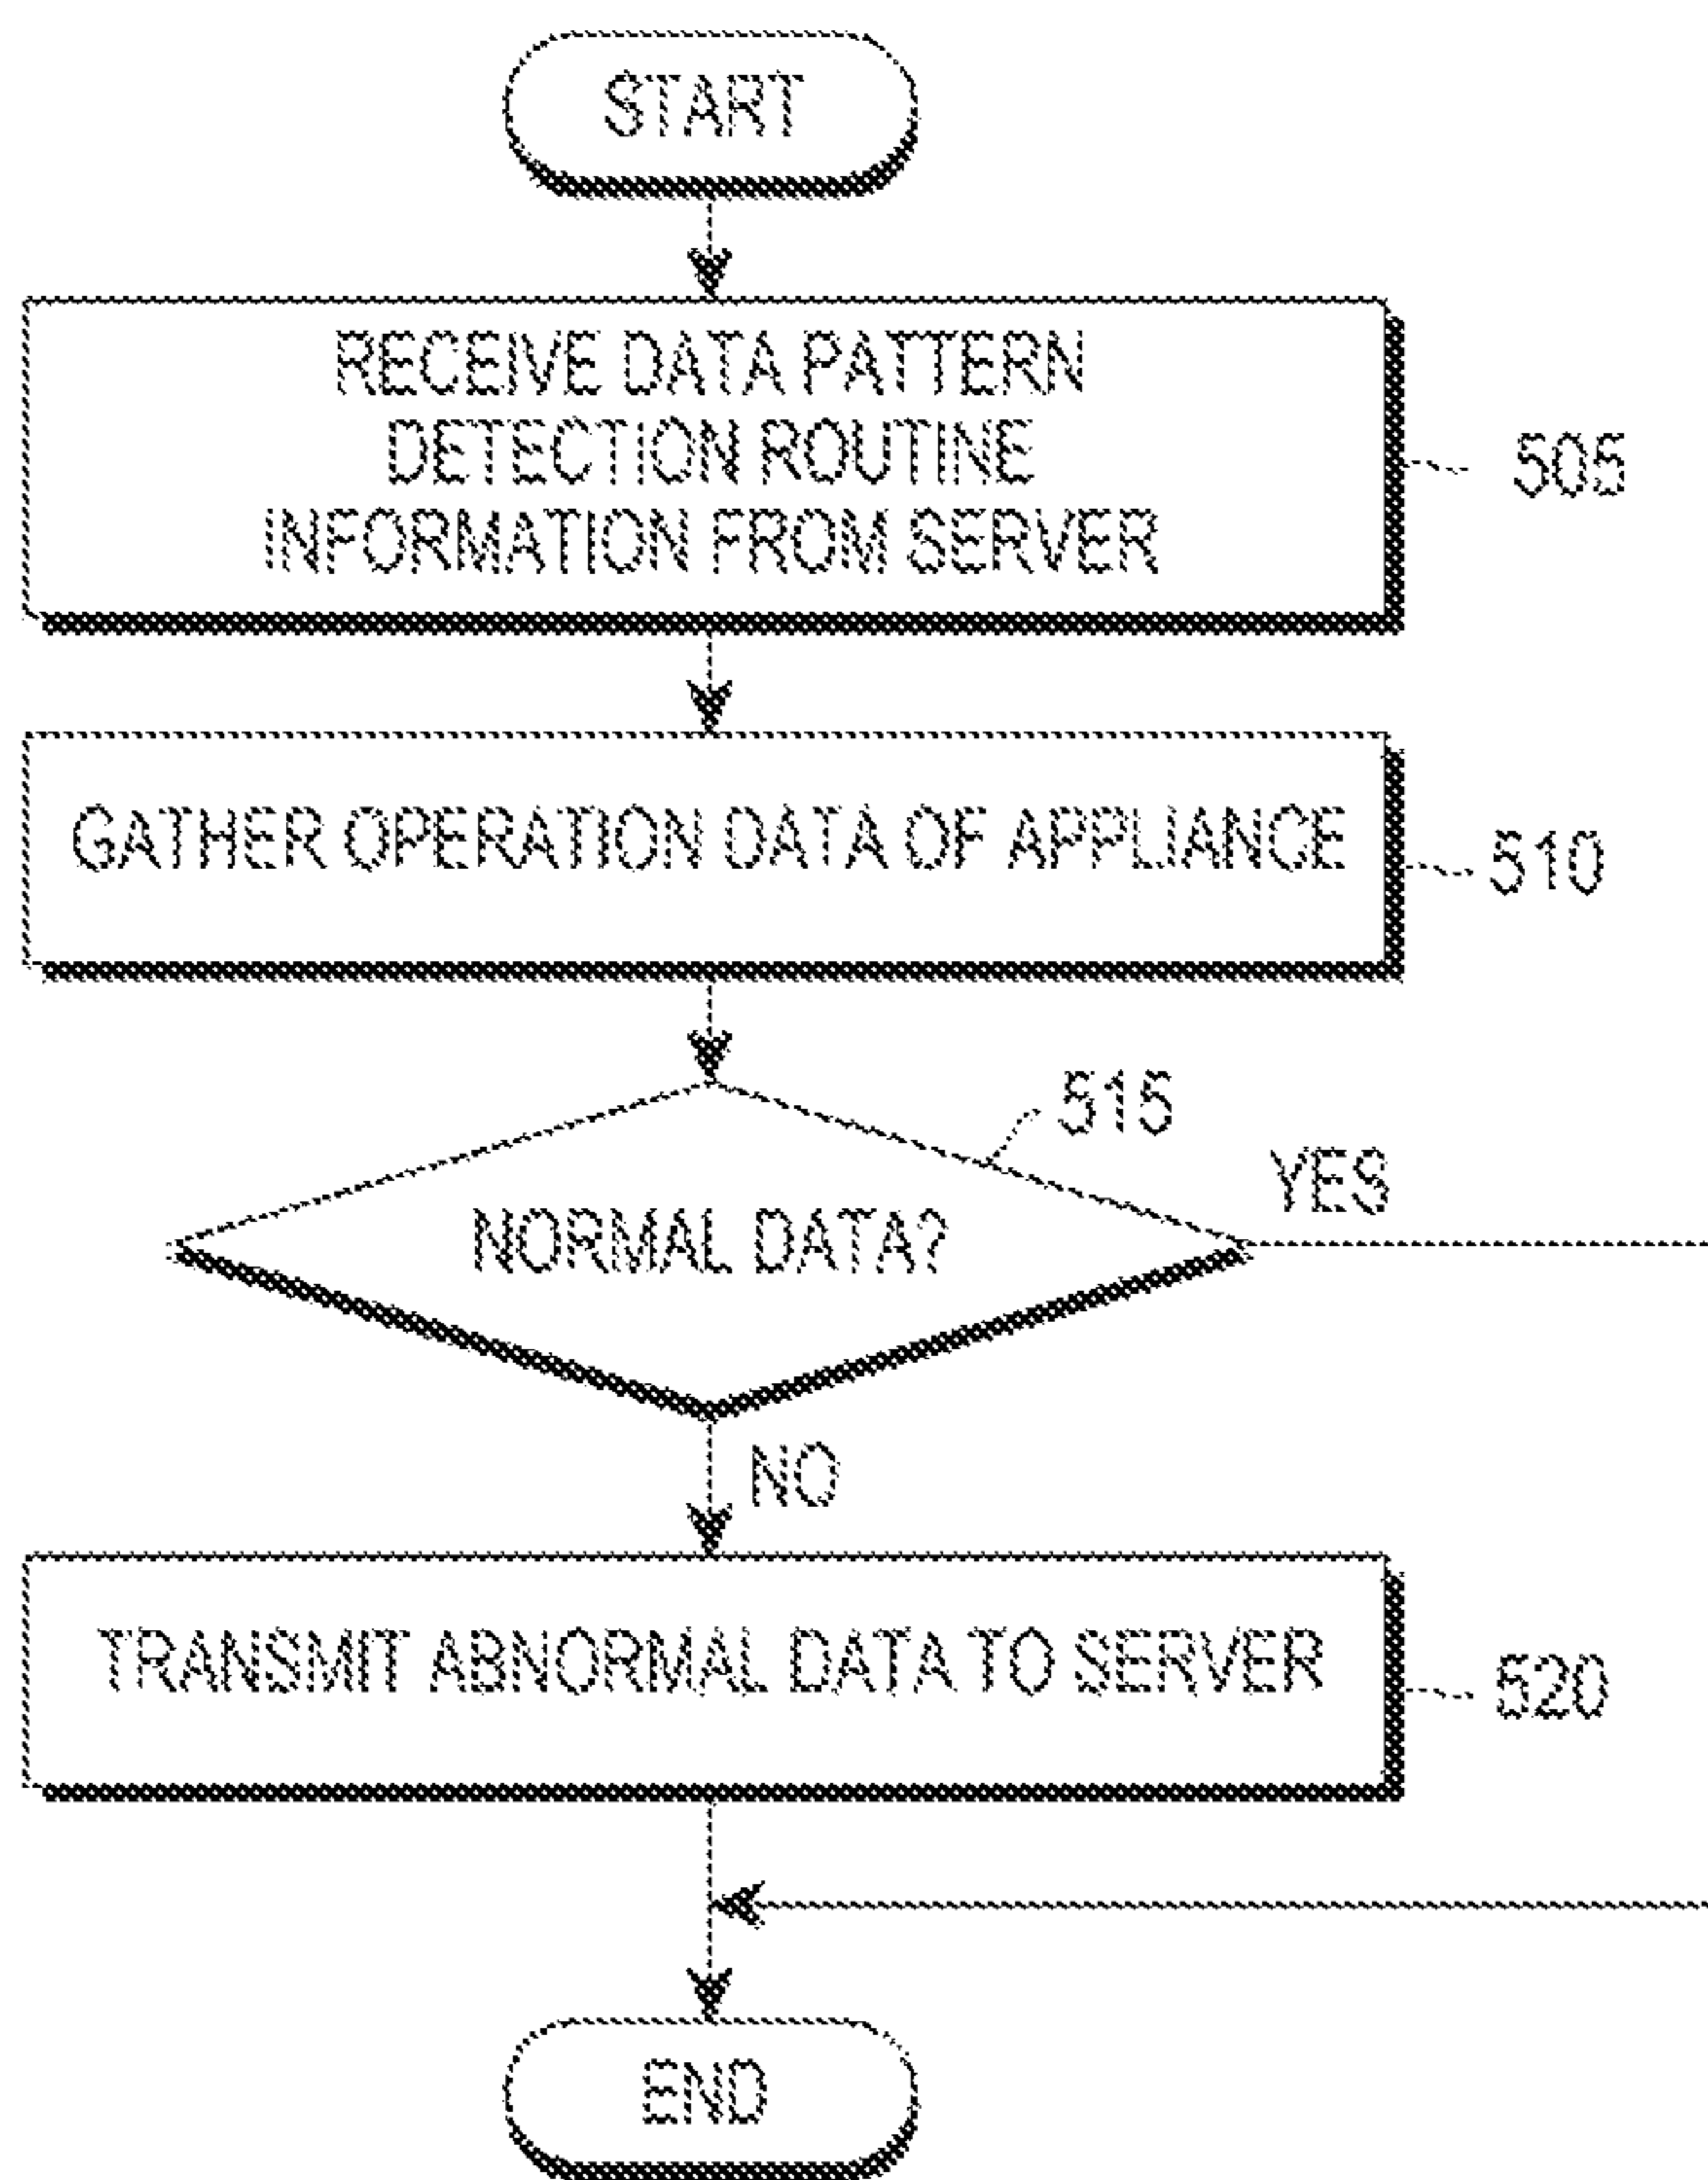 START
RECEIVE DATA PATTERN
DETECTION ROUTINE
INFORMATION FROM SERVER
505
GATHER OPERATION DATA OF APPLIANCE
510
515
YES
NORMAL DATA?
NO
TRANSMIT ABNORMAL DATA TO SERVER
520
END